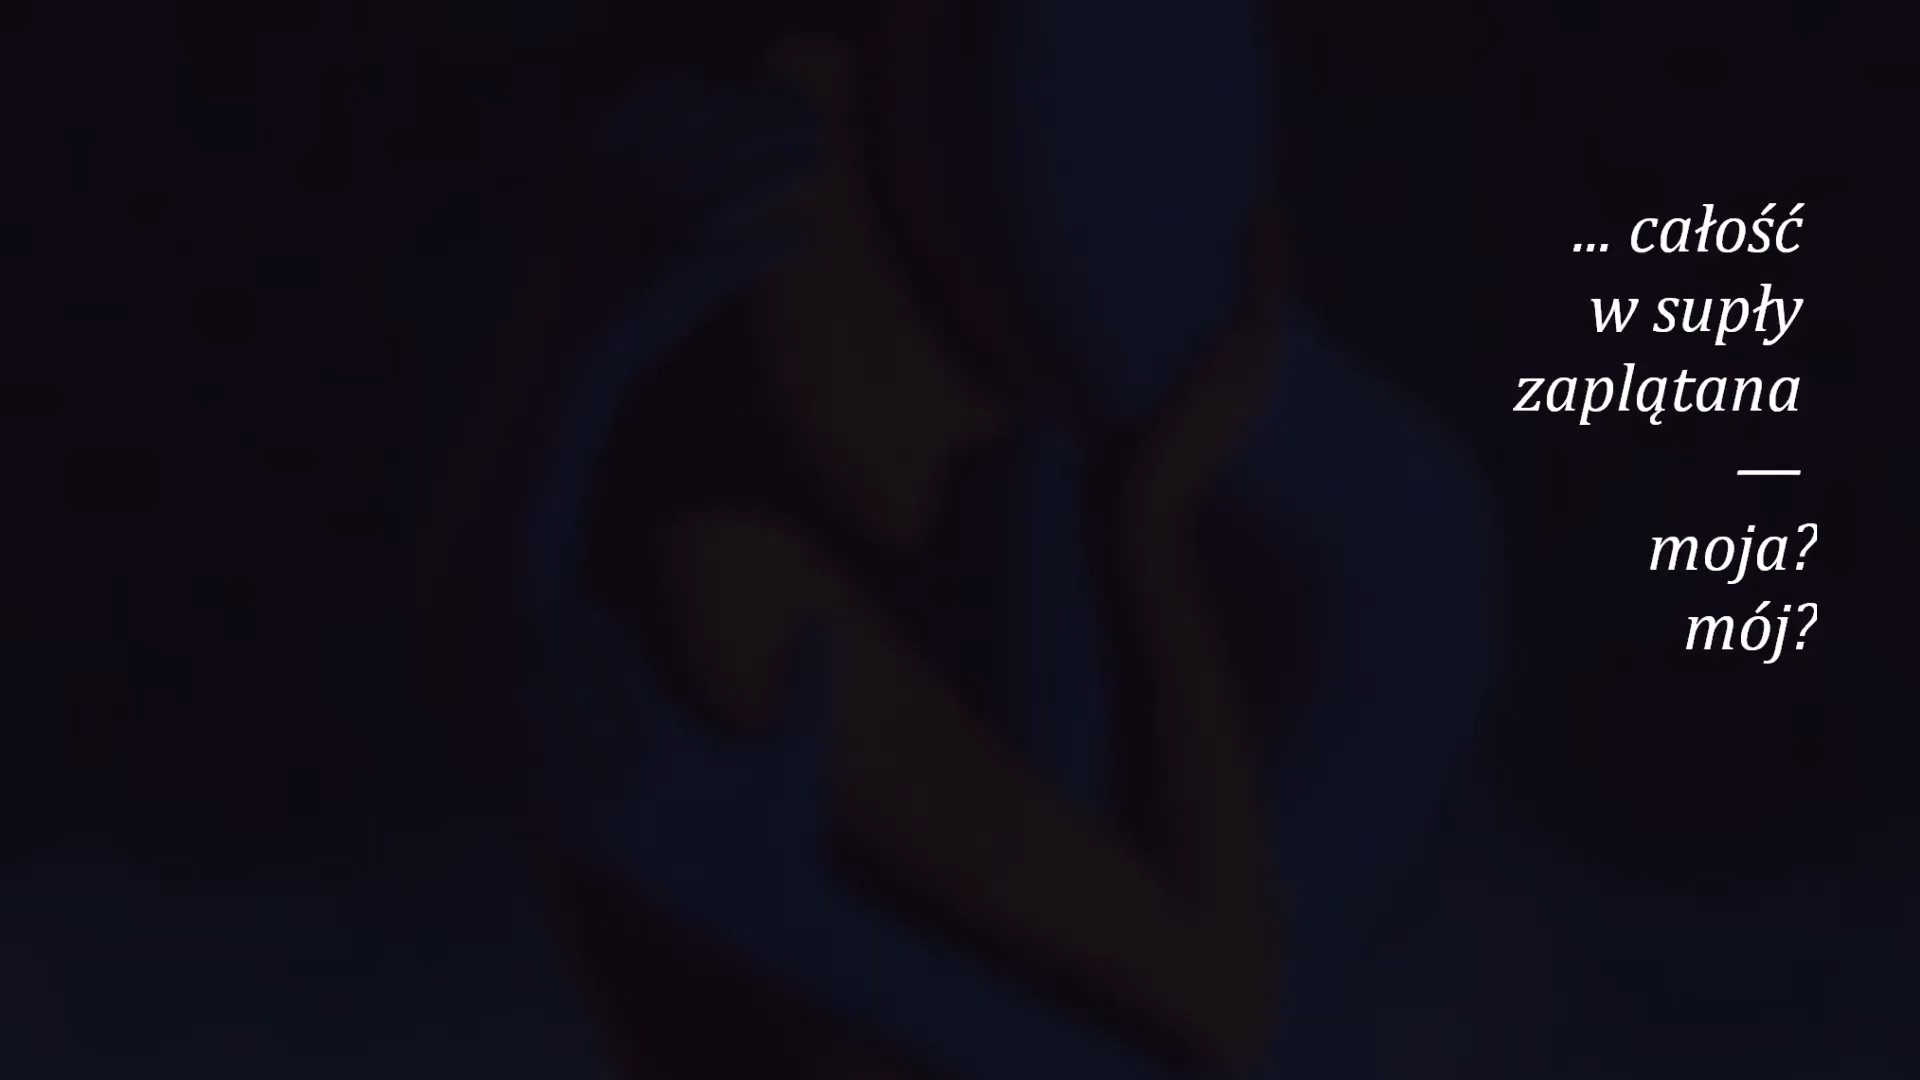 ... całość
w supły
zaplątana
—
moja?
mój?